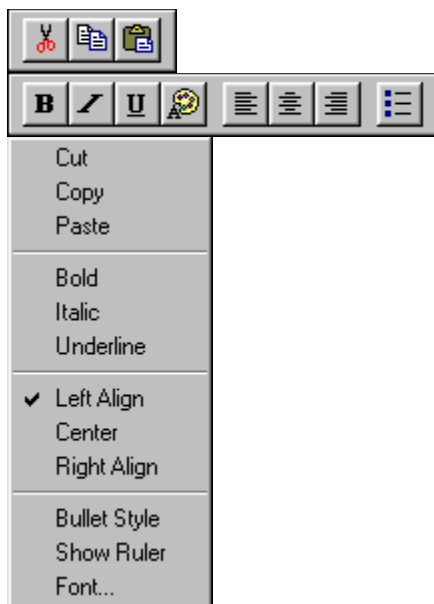 B I U A
Cut
Copy
Paste
Bold
Italic
Underline
Left Align
Center
Right Align
Bullet Style
Show Ruler
Font...